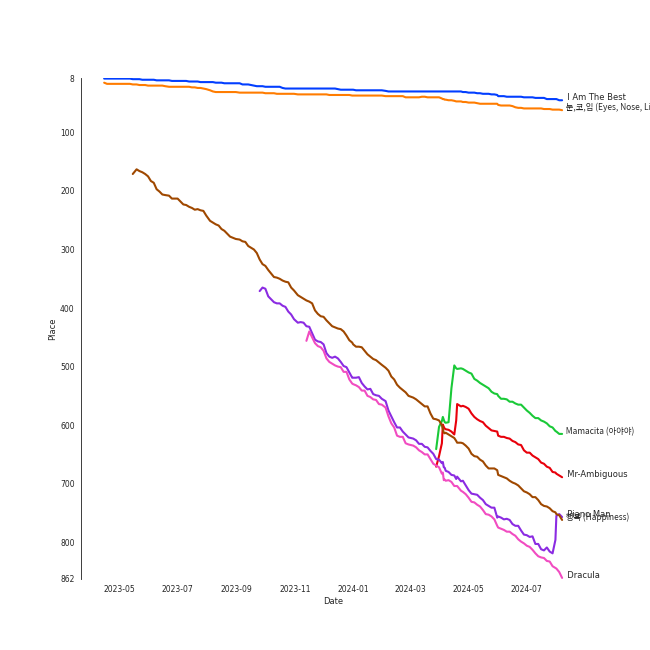 8
I Am The Best
눈,코,입 (Eyes, Nose, Li
100
200
300
400
500
600
700
800
862
Mamacita (아야야)
Mr-Ambiguous
Piano Man
행복 (Happiness)
Dracula
Place
2023-05 2023-07 2023-09 2023-11 2024-01 2024-03 2024-05 2024-07
Date